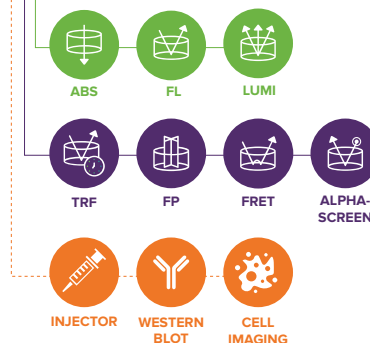 ABS FL LUMI
TRF FP FRET ALPHA-
SCREEN
INJECTOR WESTERN CELL
BLOT IMAGING